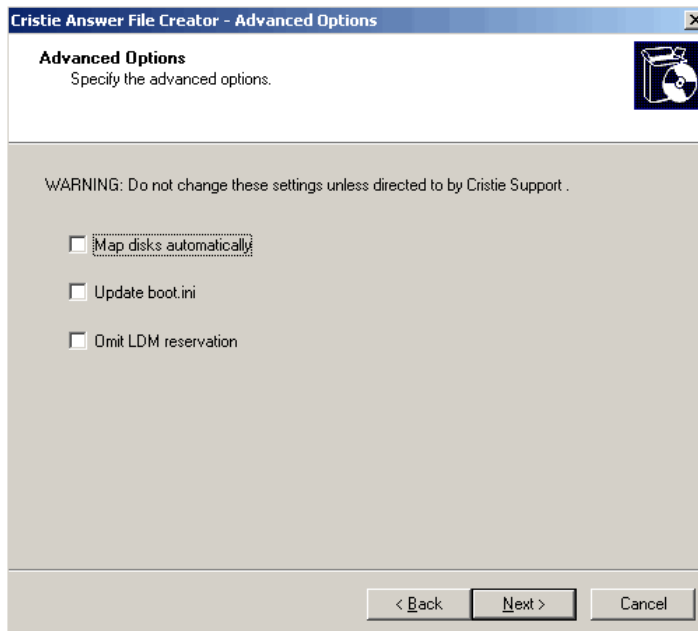 Cristie Answer File Creator - Advanced Options
Advanced Options
Specify the advanced options.
WARNING: Do not change these settings unless directed to by Cristie Support .
Map disks automatically
Update boot.ini
Omit LDM reservation
< Back Next > Cancel